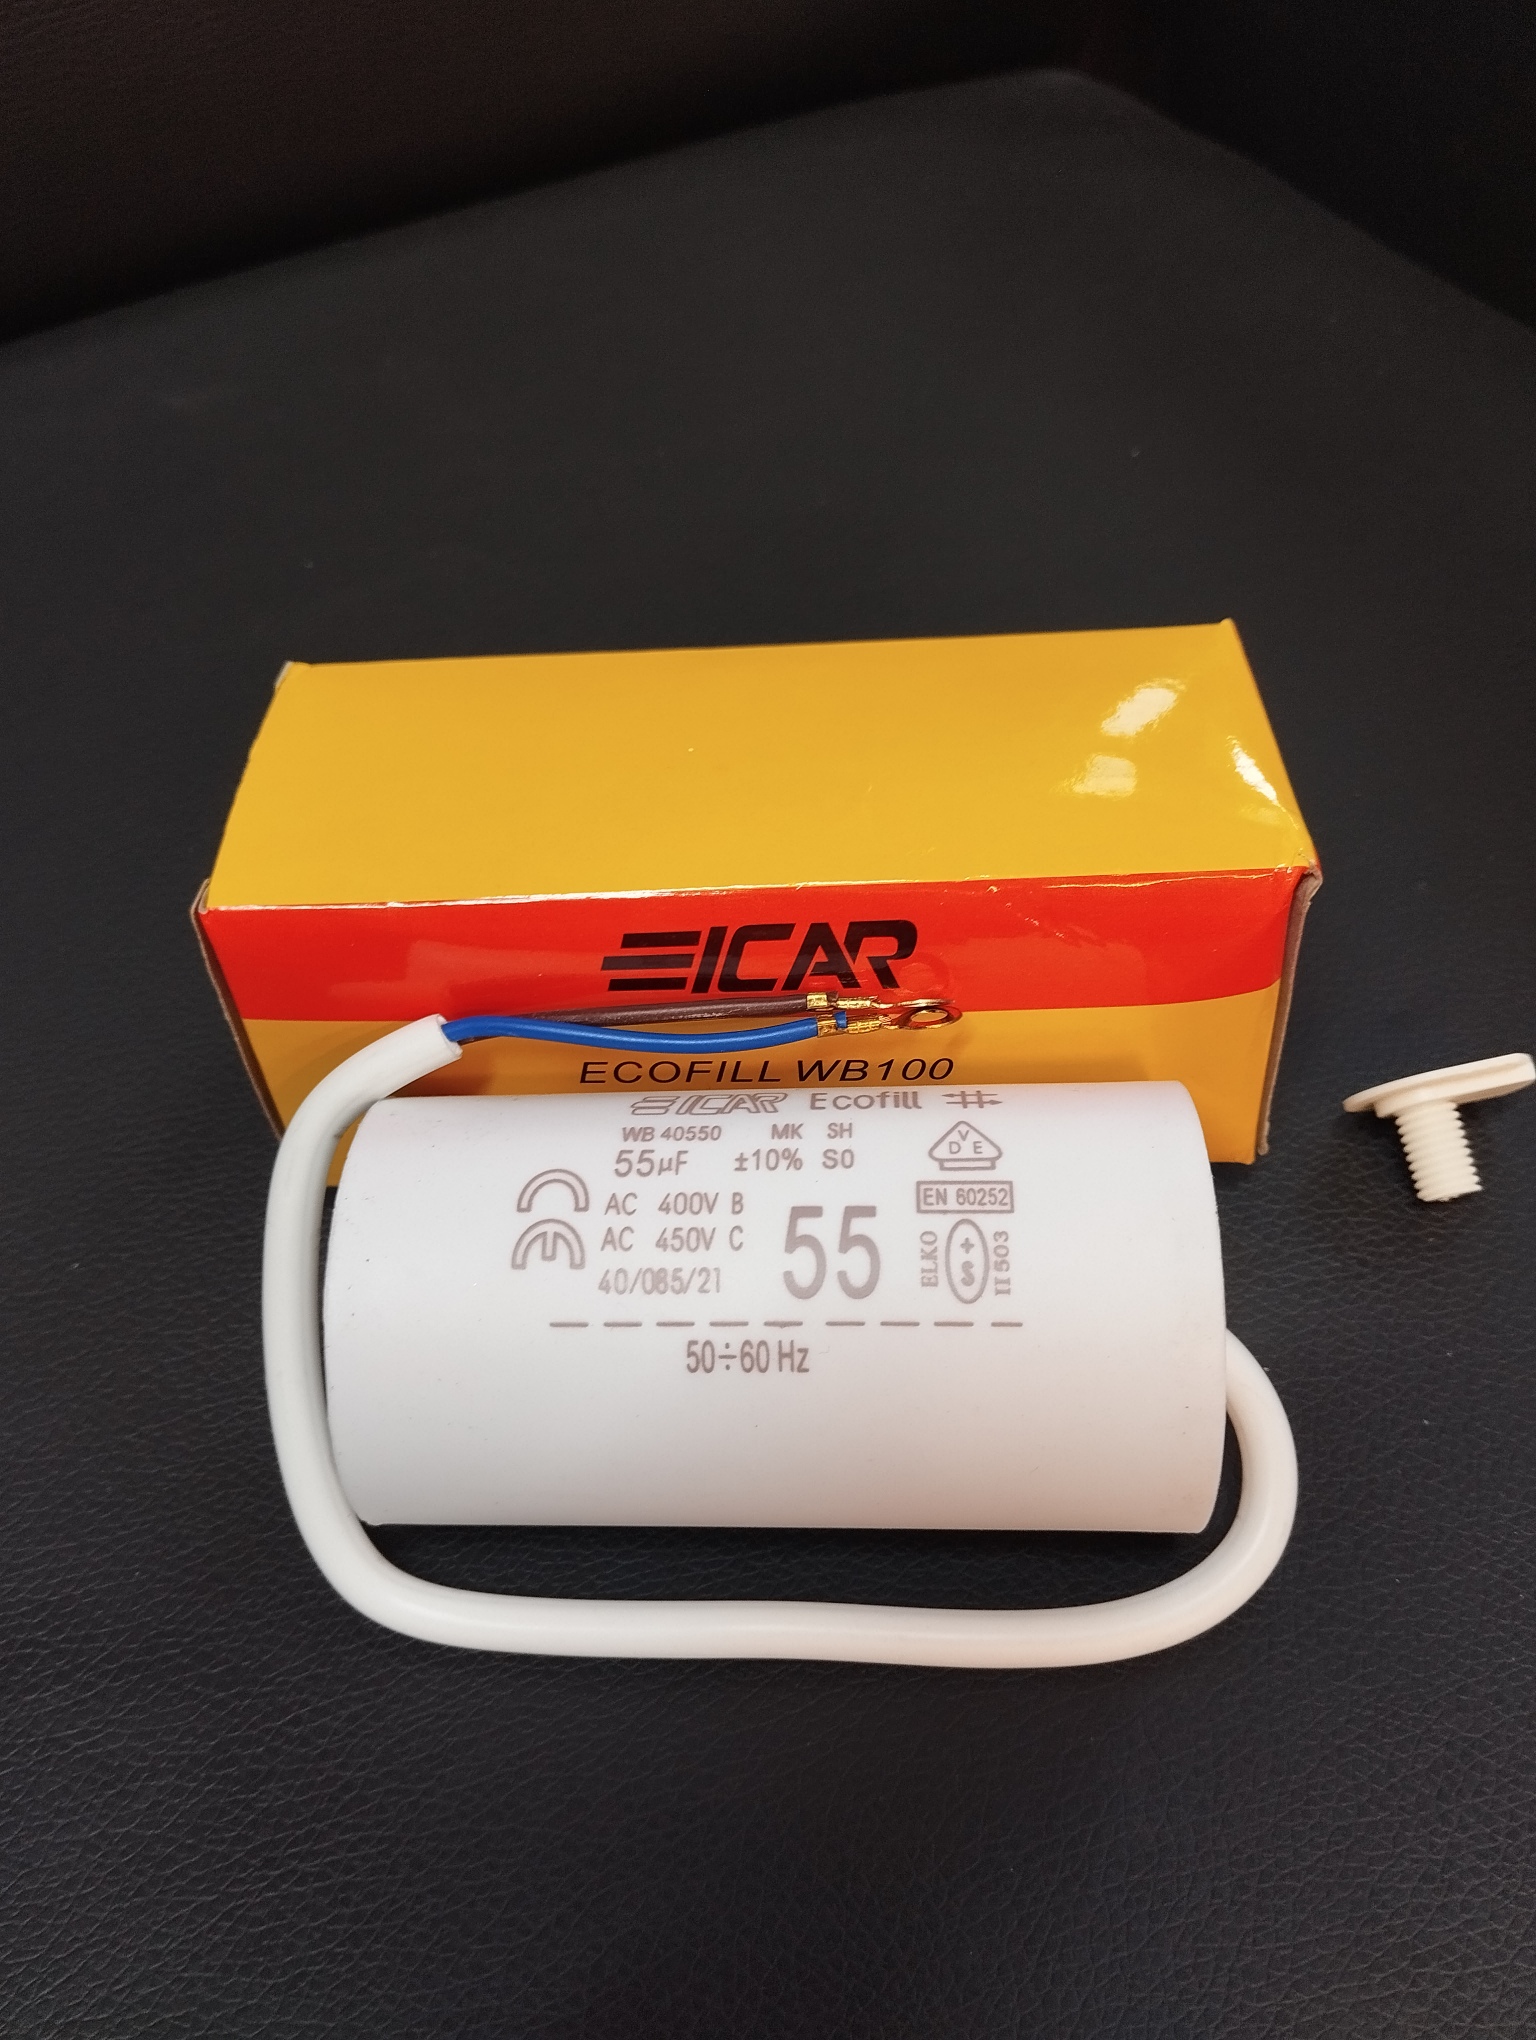 ICAR
ECOFILL WB100
ICAR Ecofill
WB 40550 MK SH
55µF ±10% S0
AC 400V B
AC 450V C
40/085/21
55
VDE
EN 60252
ELKO
+S
II 503
50÷60 Hz